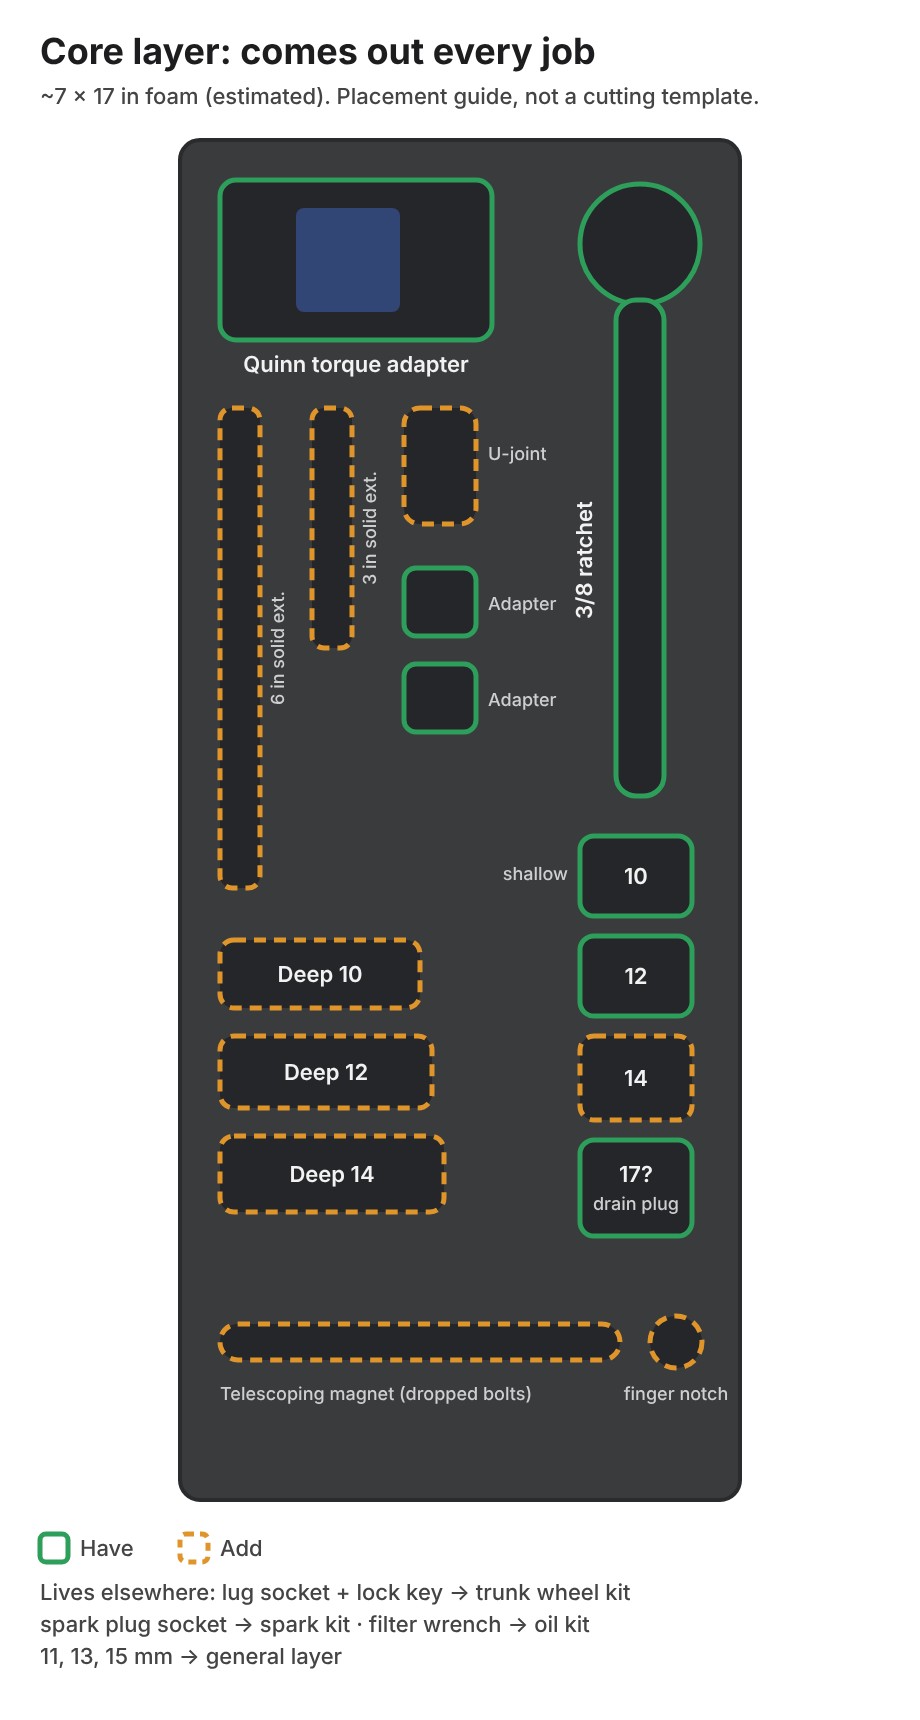 Core layer: comes out every job
~7 × 17 in foam (estimated). Placement guide, not a cutting template.
Quinn torque adapter
U-joint
3 in solid ext.
3/8 ratchet
Adapter
6 in solid ext.
Adapter
shallow
10
Deep 10
12
Deep 12
14
Deep 14
17?
drain plug
Telescoping magnet (dropped bolts)
finger notch
Have
Add
Lives elsewhere: lug socket + lock key → trunk wheel kit
spark plug socket → spark kit · filter wrench → oil kit
11, 13, 15 mm → general layer